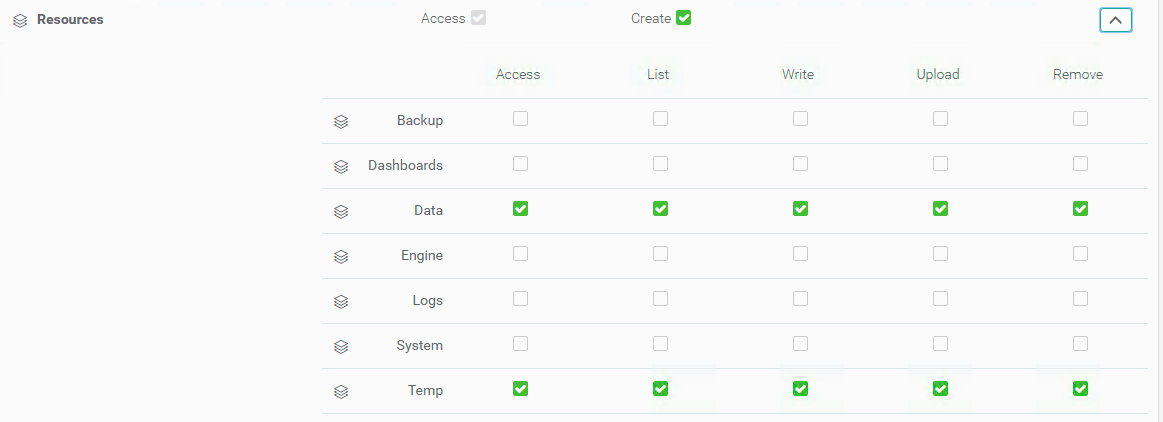 Resources Access Create
Access List Write Upload Remove
Backup
Dashboards
Data
Engine
Logs
System
Temp